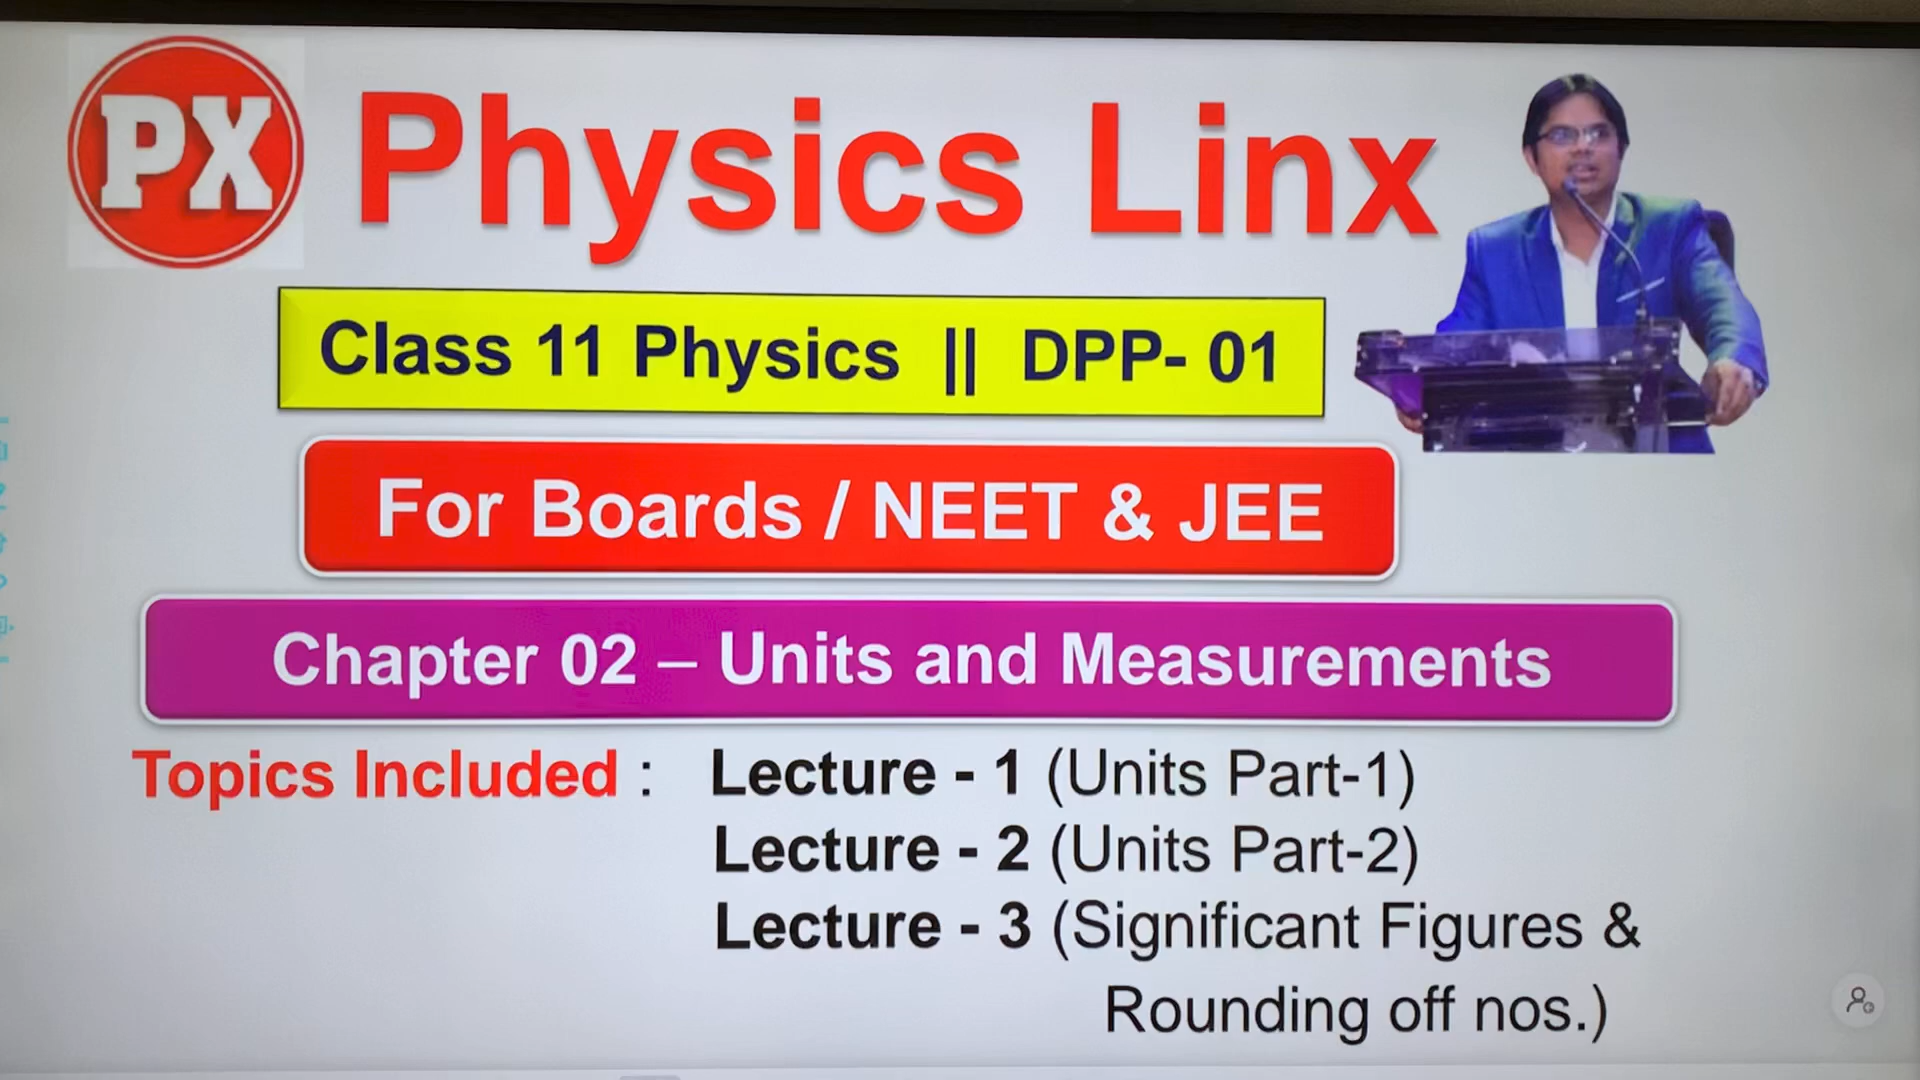 PX
Physics Linx
Class 11 Physics || DPP- 01
For Boards / NEET & JEE
Chapter 02 – Units and Measurements
Topics Included : Lecture - 1 (Units Part-1)
Lecture - 2 (Units Part-2)
Lecture - 3 (Significant Figures &
Rounding off nos.)